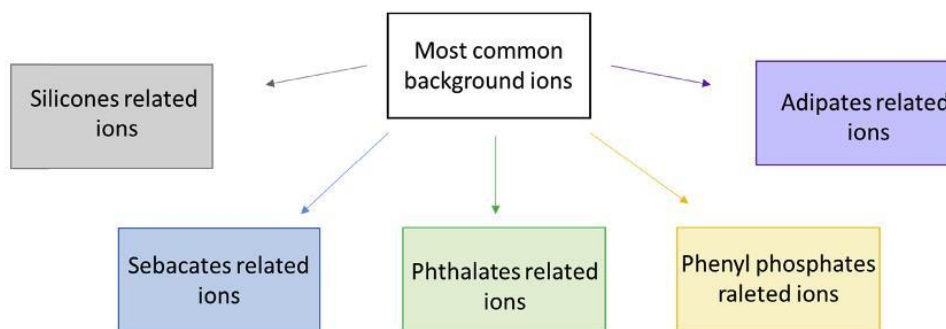 Most common
background ions
Silicones related
ions
Adipates related
ions
Sebacates related
ions
Phthalates related
ions
Phenyl phosphates
raleted ions